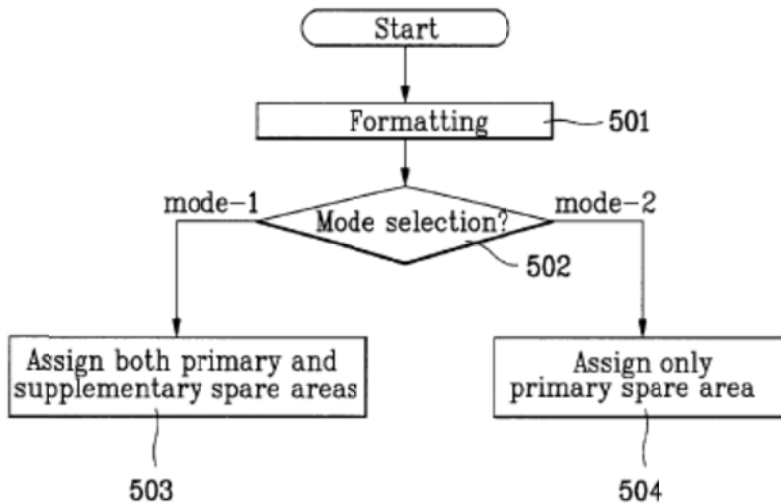 Start
Formatting
501
mode-1
Mode selection?
mode-2
502
Assign both primary and
supplementary spare areas
Assign only
primary spare area
503
504